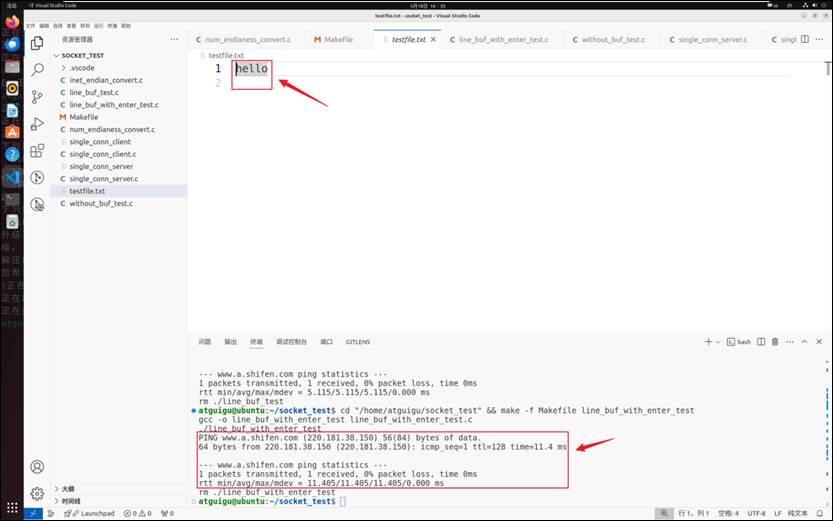 活动
Visual Studio Code
5月18日 16:35
testfile.txt - socket_test - Visual Studio Code
文件 编辑 选择 查看 转到 运行 终端 帮助
资源管理器
SOCKET_TEST
.vscode
inet_endian_convert.c
line_buf_test.c
line_buf_with_enter_test.c
Makefile
num_endianess_convert.c
single_conn_client
single_conn_client.c
single_conn_server
single_conn_server.c
testfile.txt
without_buf_test.c
大纲
时间线
num_endianess_convert.c
Makefile
testfile.txt
line_buf_with_enter_test.c
without_buf_test.c
single_conn_server.c
singl
testfile.txt
1 hello
2
问题 输出 终端 调试控制台 端口 GITLENS
bash
--- www.a.shifen.com ping statistics ---
1 packets transmitted, 1 received, 0% packet loss, time 0ms
rtt min/avg/max/mdev = 5.115/5.115/5.115/0.000 ms
rm ./line_buf_test
atguigu@ubuntu:~/socket_test$ cd "/home/atguigu/socket_test" && make -f Makefile line_buf_with_enter_test
gcc -o line_buf_with_enter_test line_buf_with_enter_test.c
./line_buf_with_enter_test
PING www.a.shifen.com (220.181.38.150) 56(84) bytes of data.
64 bytes from 220.181.38.150 (220.181.38.150): icmp_seq=1 ttl=128 time=11.4 ms
--- www.a.shifen.com ping statistics ---
1 packets transmitted, 1 received, 0% packet loss, time 0ms
rtt min/avg/max/mdev = 11.405/11.405/11.405/0.000 ms
rm ./line_buf_with_enter_test
atguigu@ubuntu:~/socket_test$
Launchpad
0
0
0
行 1，列 1
空格: 4
UTF-8
LF
纯文本